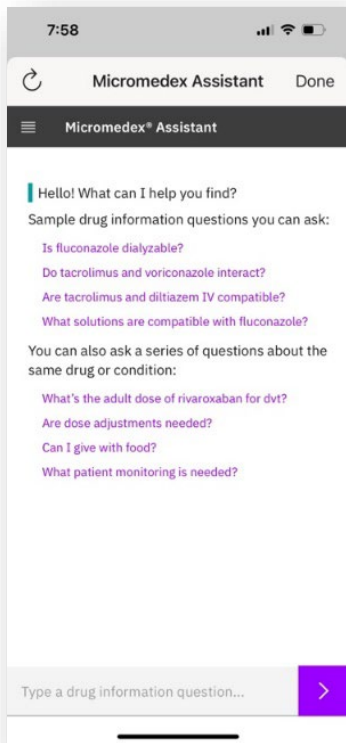 7:58
Micromedex Assistant Done
Micromedex® Assistant
Hello! What can I help you find?
Sample drug information questions you can ask:
Is fluconazole dialyzable?
Do tacrolimus and voriconazole interact?
Are tacrolimus and diltiazem IV compatible?
What solutions are compatible with fluconazole?
You can also ask a series of questions about the
same drug or condition:
What's the adult dose of rivaroxaban for dvt?
Are dose adjustments needed?
Can I give with food?
What patient monitoring is needed?
Type a drug information question...